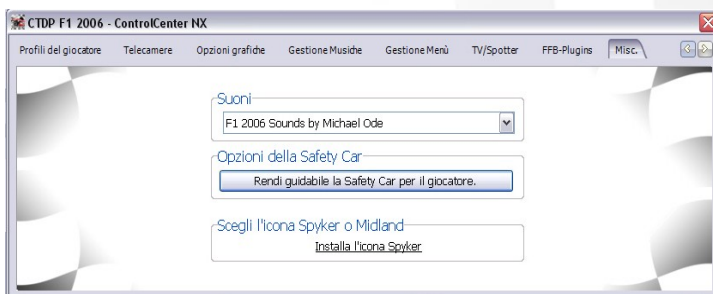 CTDP F1 2006 - ControlCenter NX
Profili del giocatore Telecamere Opzioni grafiche Gestione Musiche Gestione Menù TV/Spotter FFB-Plugins Misc.
Suoni
F1 2006 Sounds by Michael Ode
Opzioni della Safety Car
Rendi guidabile la Safety Car per il giocatore.
Scegli l'icona Spyker o Midland
Installa l'icona Spyker